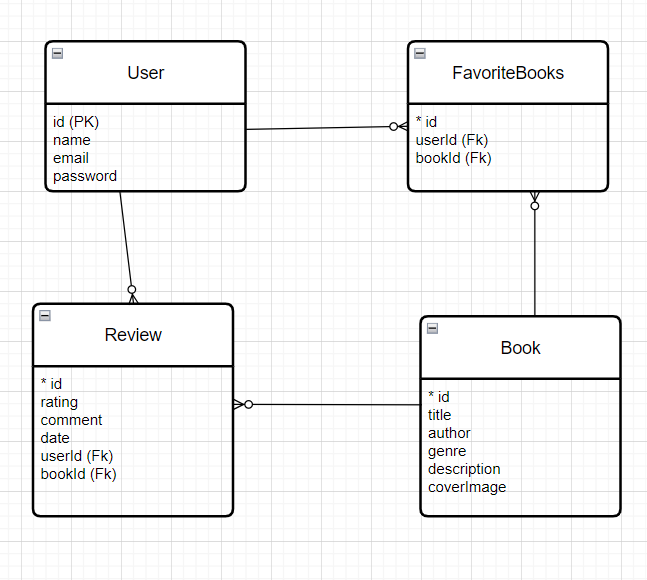 User
id (PK)
name
email
password
FavoriteBooks
* id
userId (Fk)
bookId (Fk)
Review
* id
rating
comment
date
userId (Fk)
bookId (Fk)
Book
* id
title
author
genre
description
coverImage